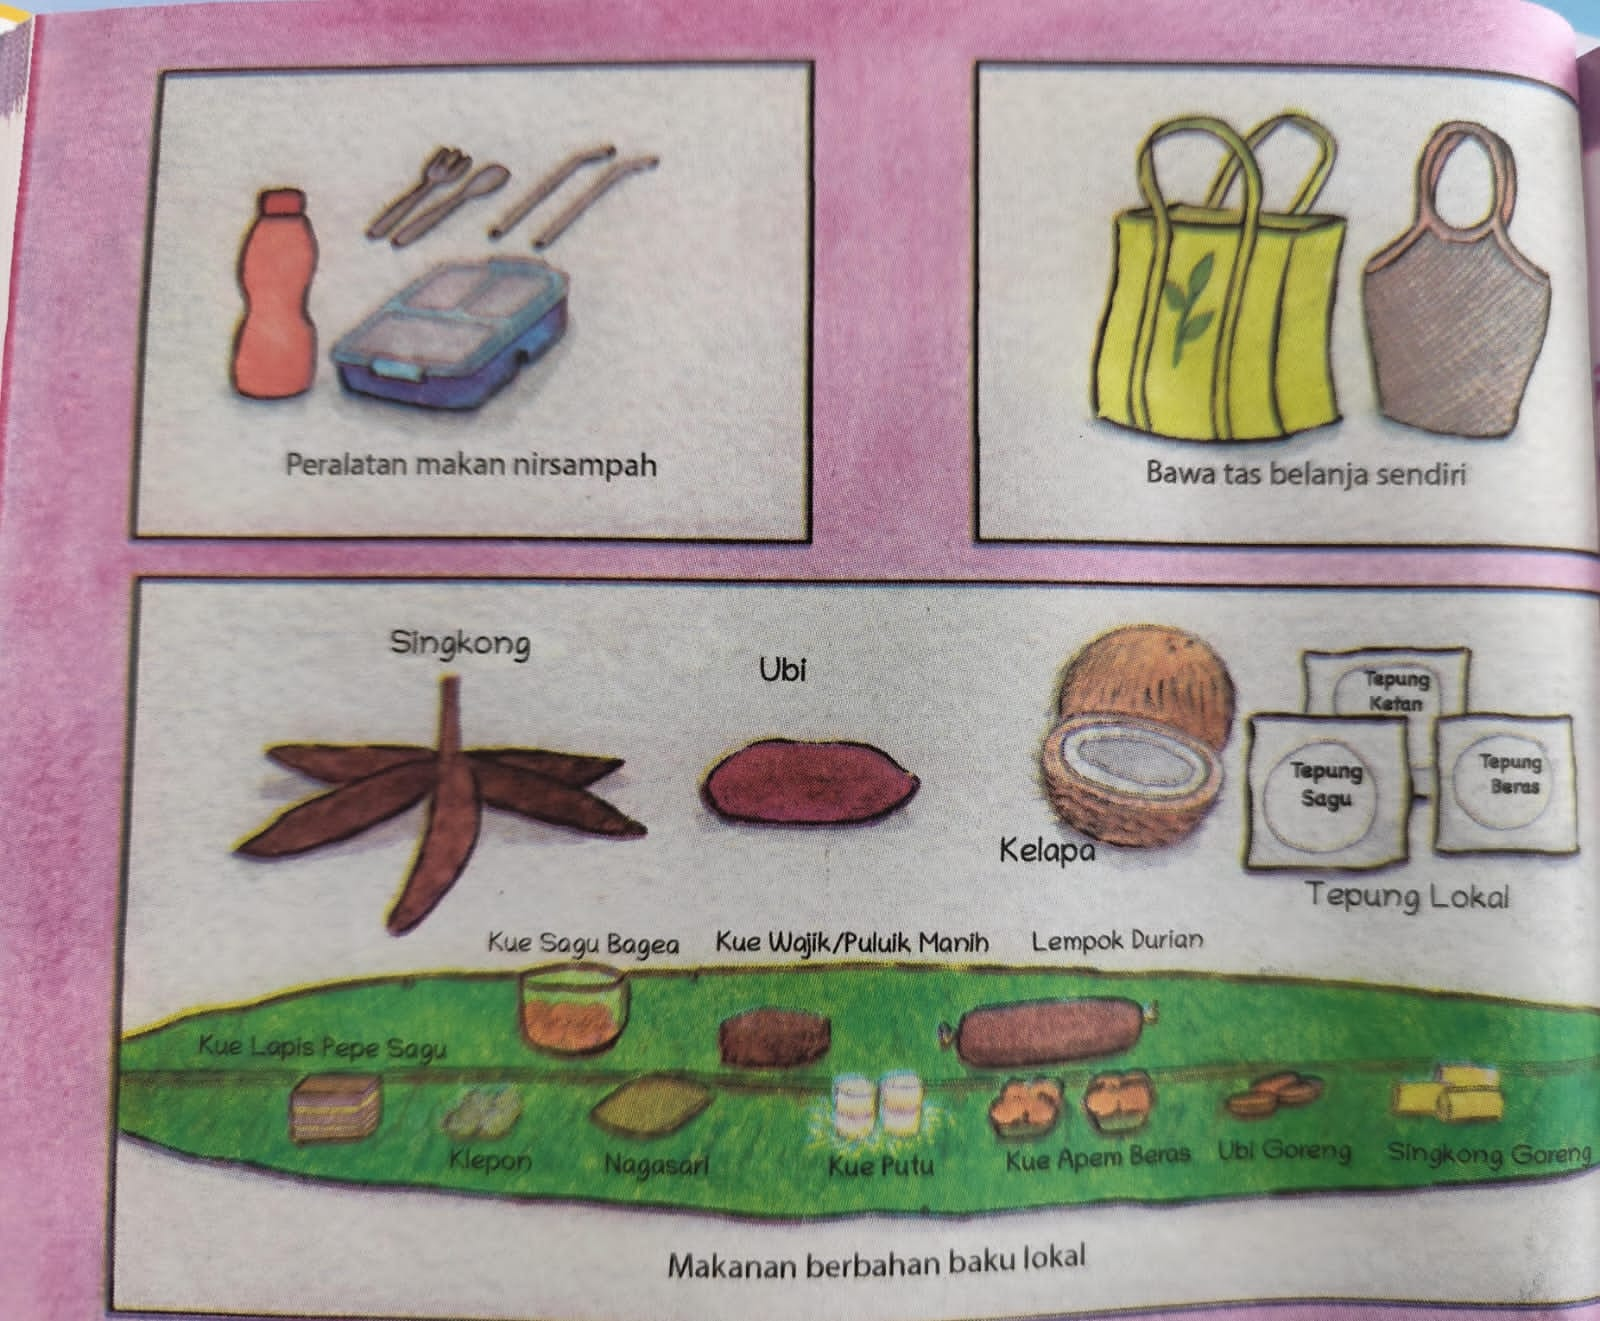 Peralatan makan nirsampah
Bawa tas belanja sendiri
Singkong
Ubi
Kelapa
Tepung
Ketan
Tepung
Sagu
Tepung
Beras
Tepung Lokal
Kue Sagu Bagea
Kue Wajik/Puluik Manih
Lempok Durian
Kue Lapis Pepe Sagu
Klepon
Nagasari
Kue Putu
Kue Apem Beras
Ubi Goreng
Singkong Goreng
Makanan berbahan baku lokal